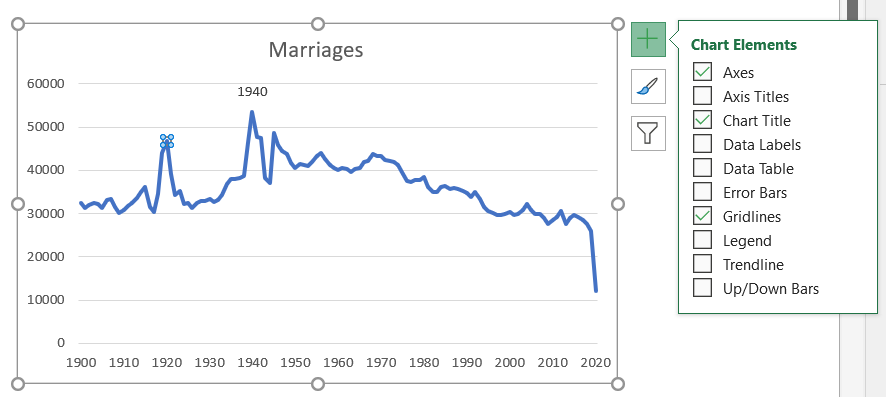 Marriages
60000
1940
50000
40000
30000
20000
10000
0
1900 1910 1920 1930 1940 1950 1960 1970 1980 1990 2000 2010 2020
Chart Elements
Axes
Axis Titles
Chart Title
Data Labels
Data Table
Error Bars
Gridlines
Legend
Trendline
Up/Down Bars